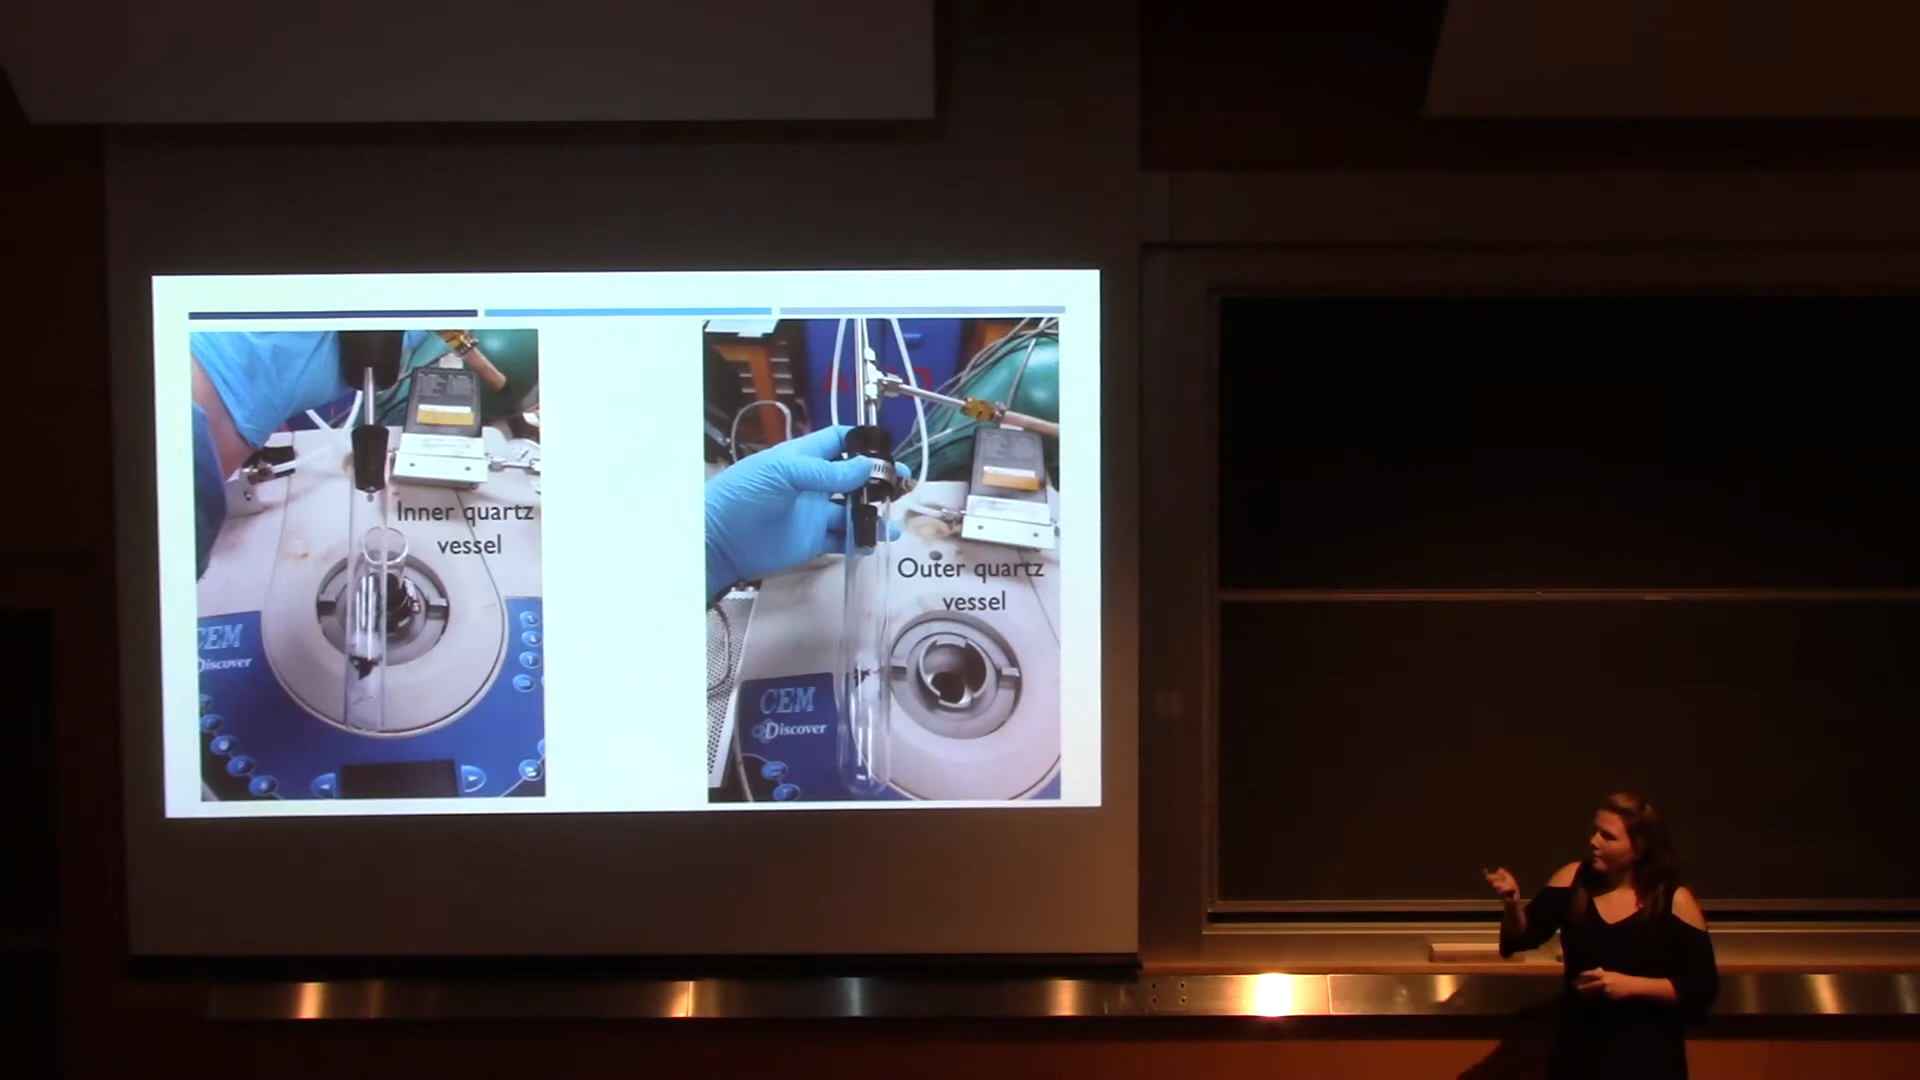 Inner quartz
vessel
CEM
Discover
Outer quartz
vessel
CEM
Discover